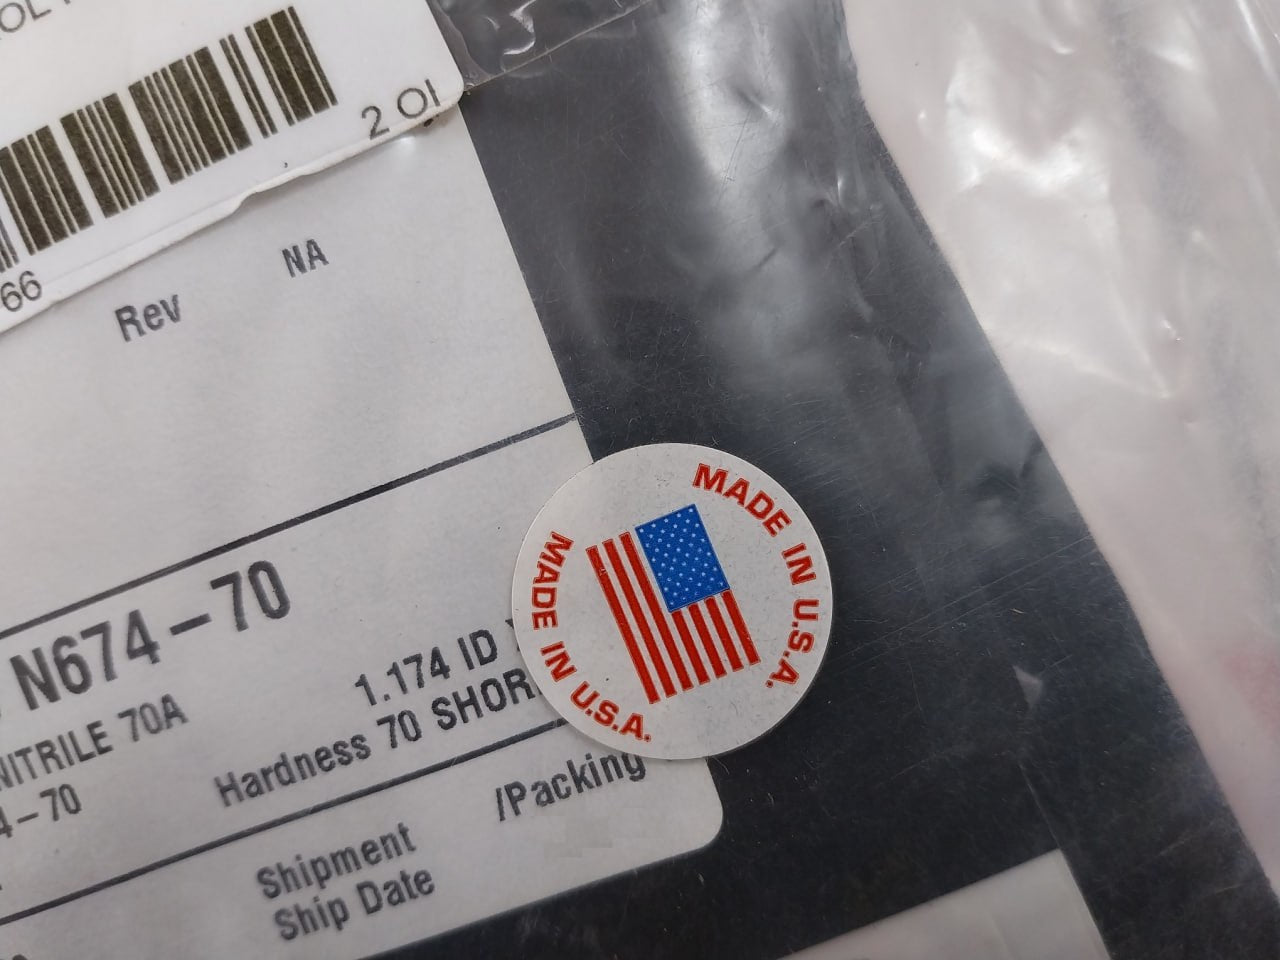 2 01
66
Rev NA
N674-70
NITRILE 70A
1.174 ID
4-70
Hardness 70 SHOR
/Packing
Shipment
Ship Date
MADE IN U.S.A.
MADE IN U.S.A.